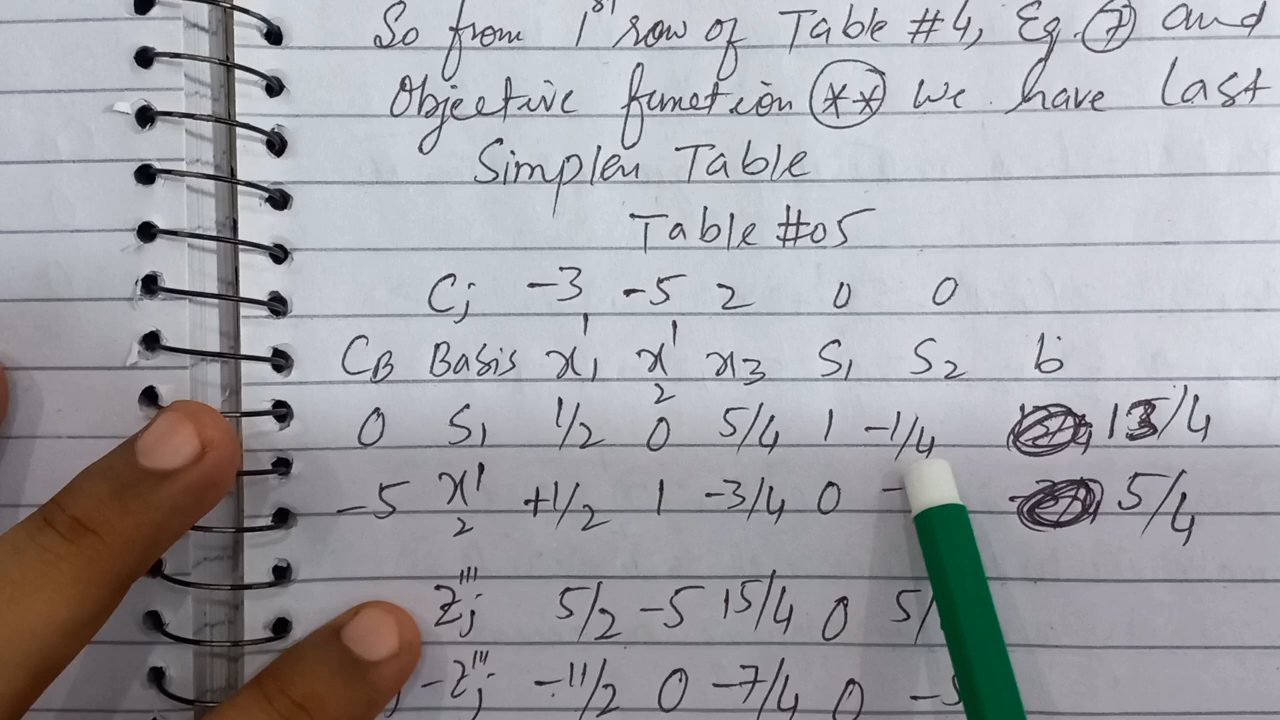 So from 1st row of Table #4, Eq. 7 and
Objective function ** we have last
Simplex Table
Table #05
Cj -3 -5 2 0 0
CB Basis x1' x2' x3 S1 S2 b
0 S1 1/2 0 5/4 1 -1/4 13/4
-5 x2' +1/2 1 -3/4 0 - 5/4
Zj''' 5/2 -5 15/4 0 5/
-Zj''' -11/2 0 -7/4 0